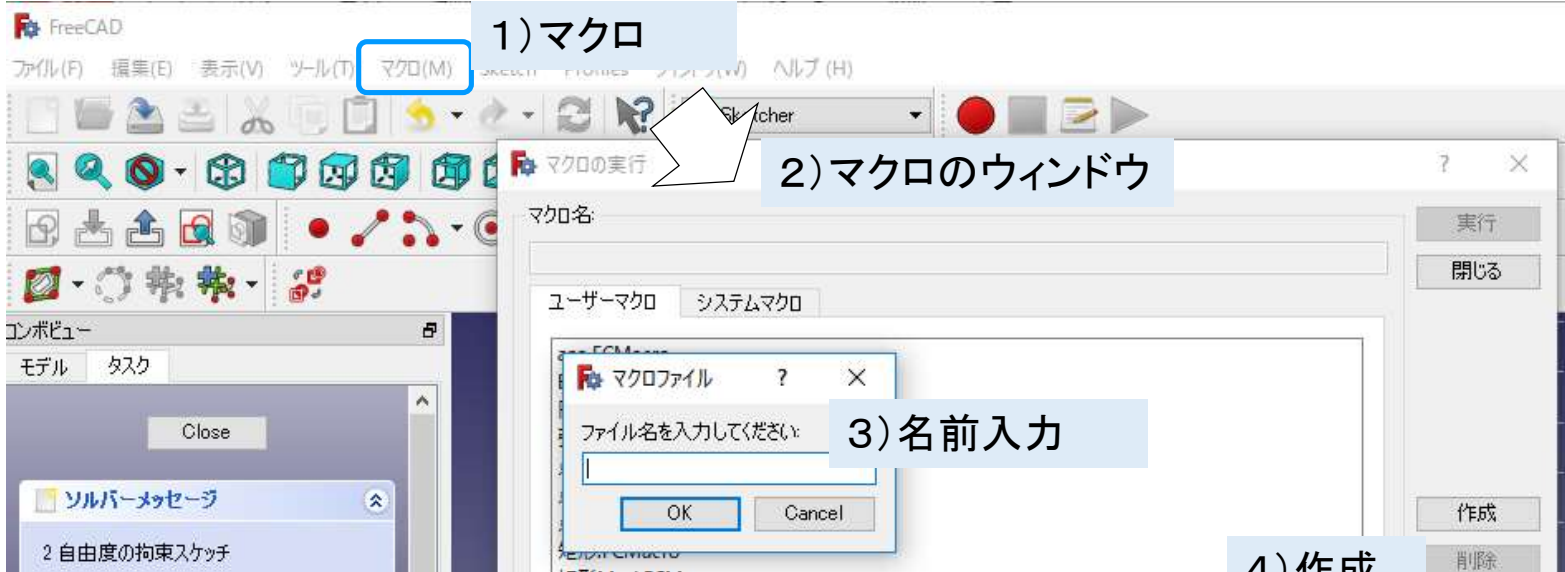 FreeCAD
1)マクロ
ファイル(F) 編集(E) 表示(V) ツール(T) マクロ(M) ヘルプ(H)
マクロの実行
2)マクロのウィンドウ
? ×
マクロ名:
実行
閉じる
ユーザーマクロ システムマクロ
コンボビュー
モデル タスク
マクロファイル ? ×
Close
ファイル名を入力してください:
3)名前入力
ソルバーメッセージ
OK Cancel
作成
2 自由度の拘束スケッチ
4)作成
削除